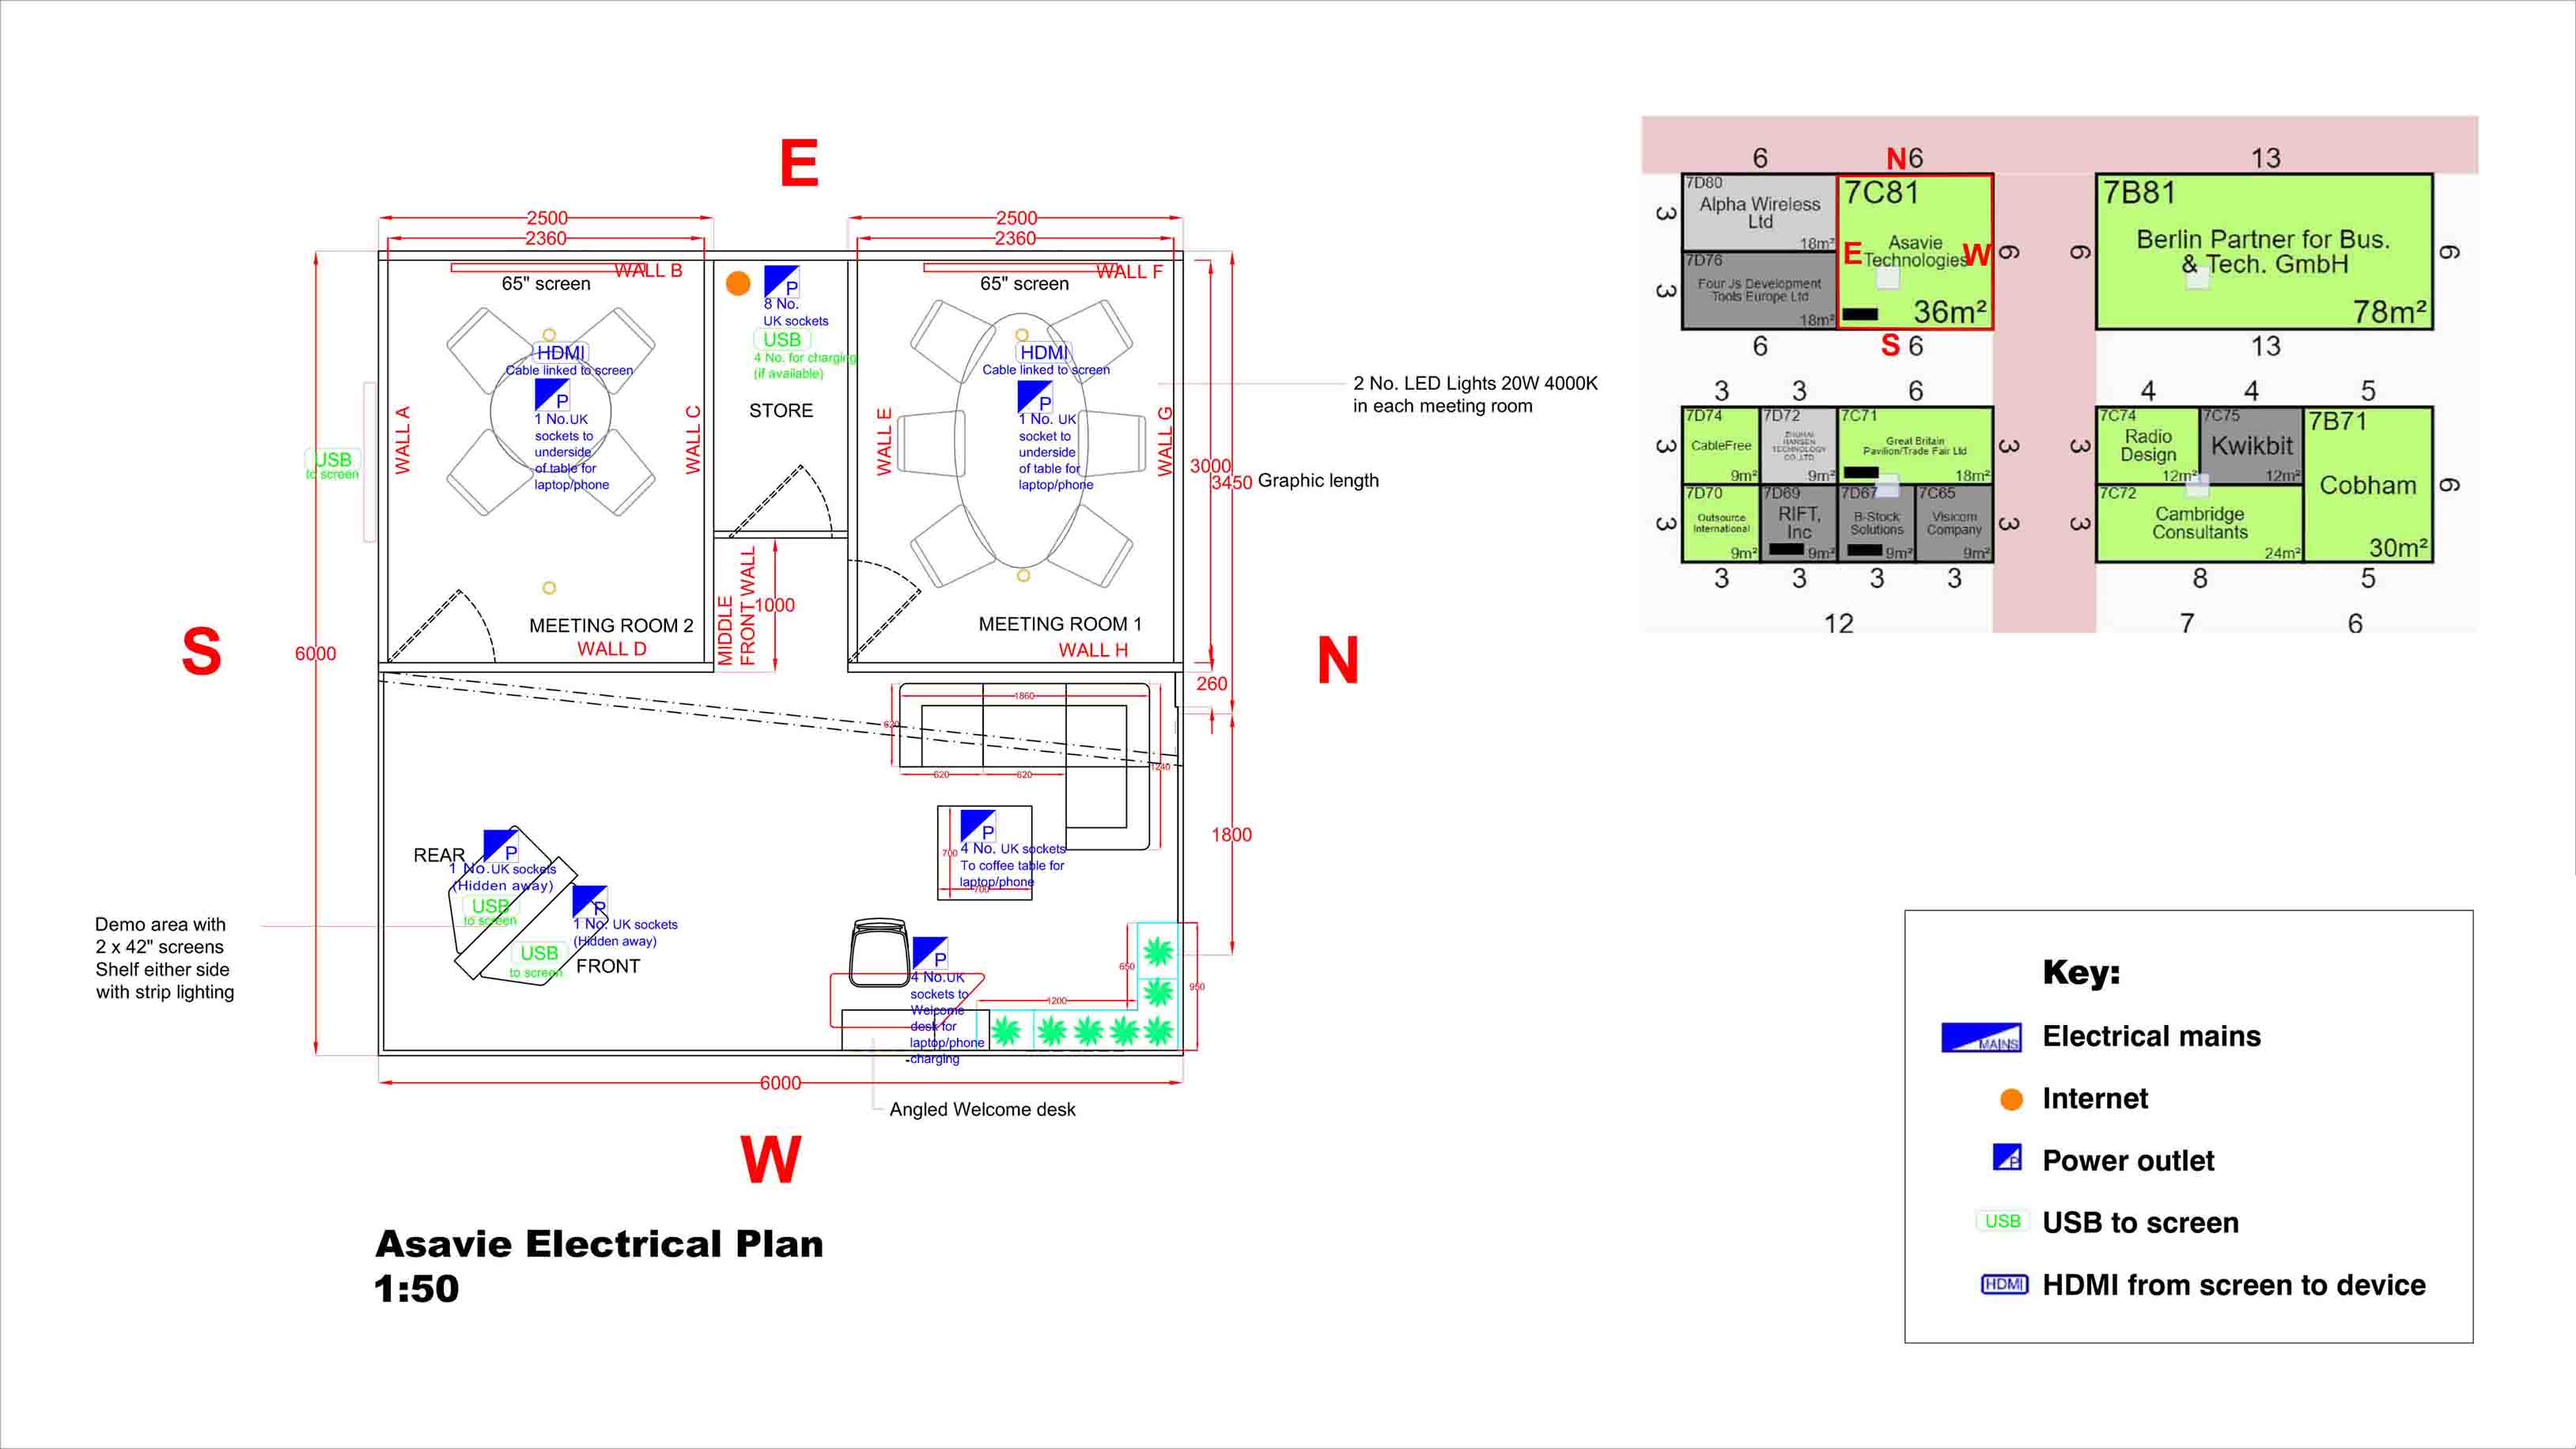 E
2500
2500
2360
2360
WALL B
65" screen
WALL F
65" screen
P
8 No.
UK sockets
USB
4 No. for charging
(if available)
STORE
HDMI
Cable linked to screen
P
1 No.UK
sockets to
underside
of table for
laptop/phone
HDMI
Cable linked to screen
P
1 No. UK
socket to
underside
of table for
laptop/phone
WALL A
WALL C
WALL E
WALL G
USB
to screen
2 No. LED Lights 20W 4000K
in each meeting room
3000
3450
Graphic length
MIDDLE
FRONT WALL
1000
MEETING ROOM 2
WALL D
MEETING ROOM 1
WALL H
S
6000
N
260
1860
620
620
620
1240
1800
P
4 No. UK sockets
To coffee table for
laptop/phone
700
700
REAR
P
1 No.UK sockets
(Hidden away)
USB
to screen
P
1 No. UK sockets
(Hidden away)
USB
to screen
FRONT
Demo area with
2 x 42" screens
Shelf either side
with strip lighting
P
4 No.UK
sockets to
Welcome
desk for
laptop/phone
charging
650
950
1200
6000
Angled Welcome desk
W
Asavie Electrical Plan
1:50
6
N6
13
7D80
Alpha Wireless
Ltd
18m²
7D76
Four Js Development
Tools Europe Ltd
18m²
3
3
7C81
E
Asavie
Technologies
W
36m²
6
6
7B81
Berlin Partner for Bus.
& Tech. GmbH
78m²
6
6
S 6
13
3
3
6
4
4
5
7D74
CableFree
9m²
7D72
9m²
7C71
Great Britain
Pavilion/Trade Fair Ltd
18m²
7C74
Radio
Design
12m²
7C75
Kwikbit
12m²
7B71
Cobham
30m²
3
3
3
6
7D70
Outsource
International
9m²
7D69
RIFT,
Inc
9m²
7D67
B-Stock
Solutions
9m²
7C65
Visicom
Company
9m²
7C72
Cambridge
Consultants
24m²
3
3
3
3
3
3
3
8
5
12
7
6
Key:
MAINS
Electrical mains
Internet
P
Power outlet
USB
USB to screen
HDMI
HDMI from screen to device